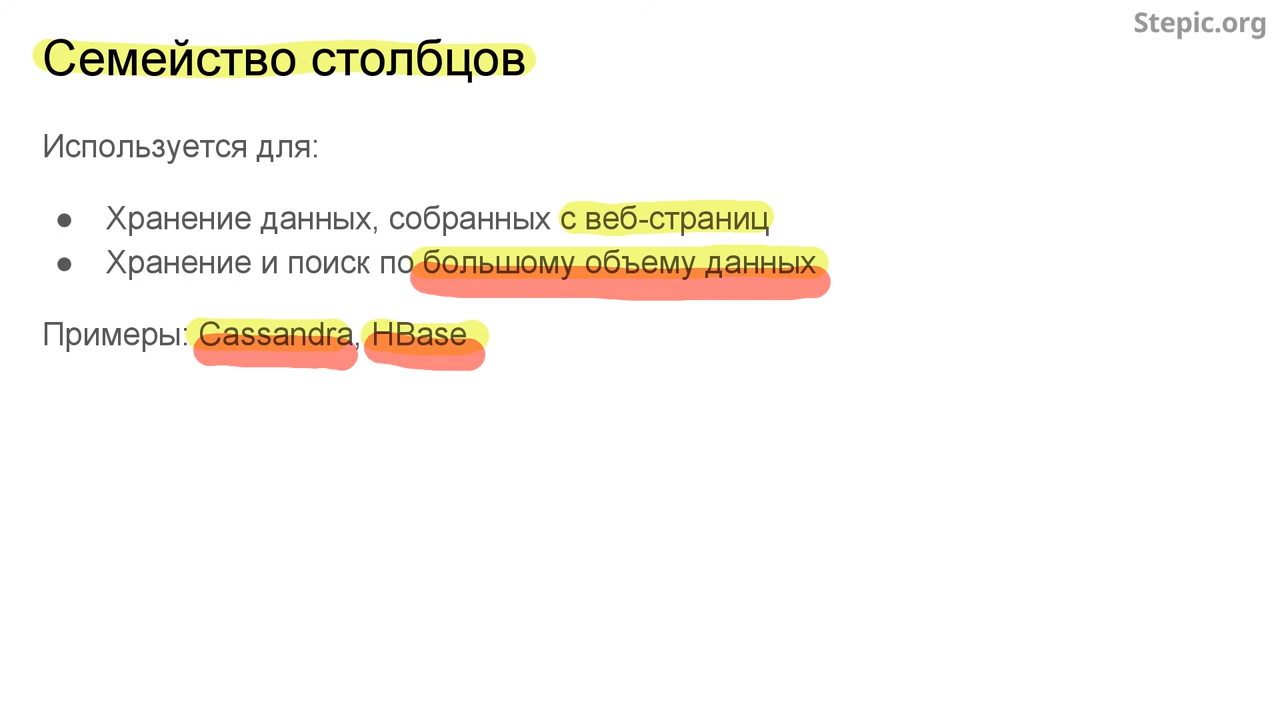 Stepic.org
Семейство столбцов
Используется для:
● Хранение данных, собранных с веб-страниц
● Хранение и поиск по большому объему данных
Примеры: Cassandra, HBase